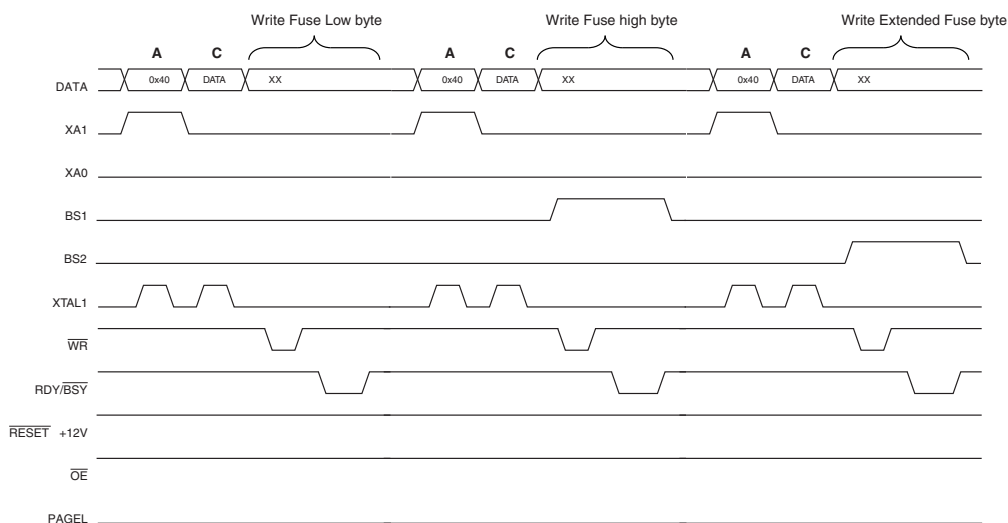 Write Fuse Low byte Write Fuse high byte Write Extended Fuse byte
A C A C A C
DATA 0x40 DATA XX 0x40 DATA XX 0x40 DATA XX
XA1
XA0
BS1
BS2
XTAL1
WR
RDY/BSY
RESET +12V
OE
PAGEL